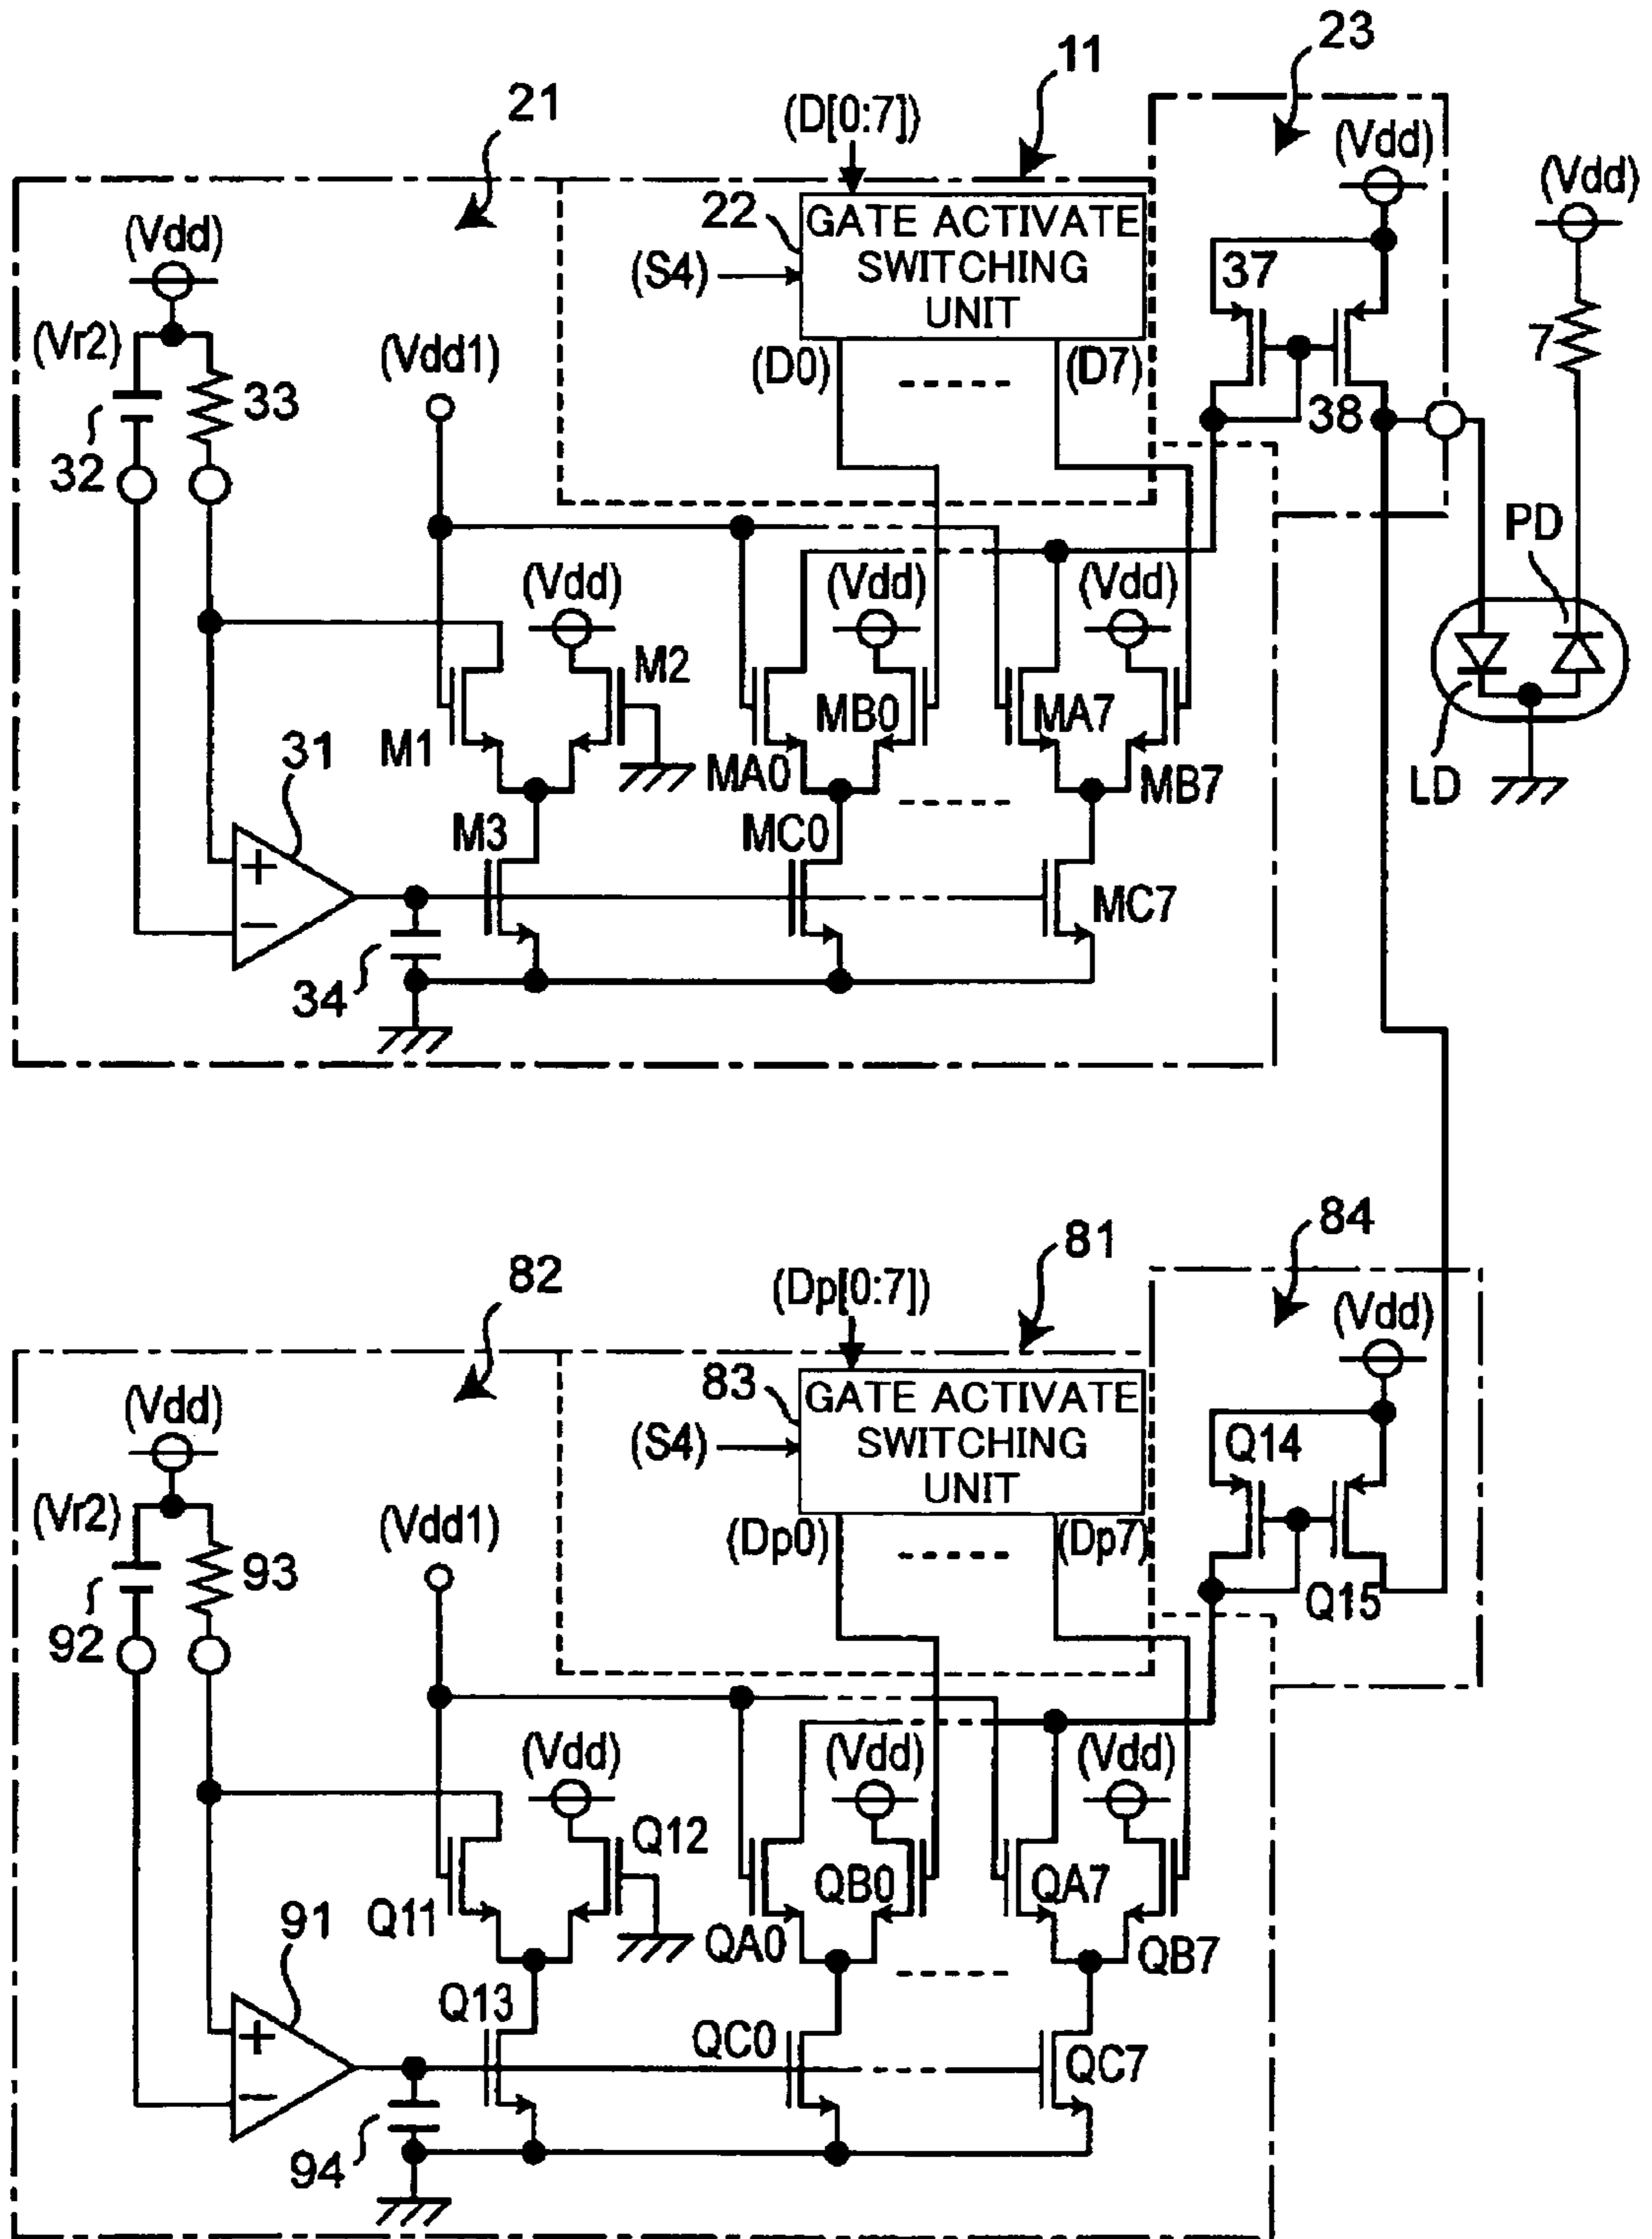 23
11
21
(D[0:7])
(Vdd)
(Vdd)
22
GATE ACTIVATE
SWITCHING
UNIT
(S4)
(Vdd)
37
(Vr2)
33
(Vdd1)
(D0)
(D7)
7
38
32
PD
(Vdd)
(Vdd)
(Vdd)
M2
MB0
MA7
M1
31
MA0
MB7
LD
M3
MC0
MC7
+
−
34
84
81
82
(Dp[0:7])
(Vdd)
83
GATE ACTIVATE
SWITCHING
UNIT
(S4)
(Vdd)
Q14
(Vr2)
93
(Vdd1)
(Dp0)
(Dp7)
Q15
92
(Vdd)
(Vdd)
(Vdd)
Q12
QB0
QA7
Q11
91
QA0
QB7
Q13
QC0
QC7
+
−
94